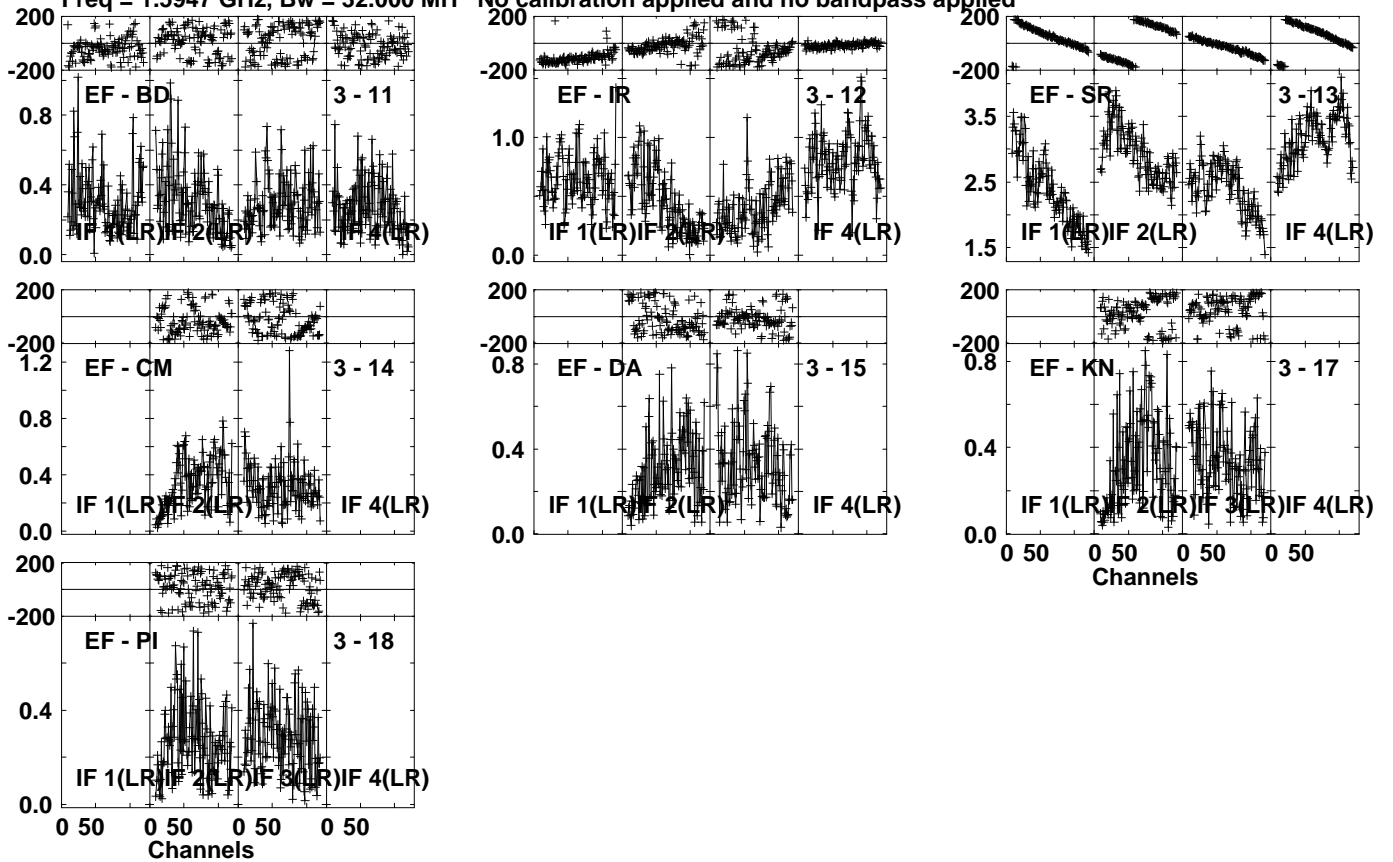 Freq = 1.5947 GHz, Bw = 32.000 MH No calibration applied and no bandpass applied
200 200 200
-200 -200 -200
EF - BD 3 - 11 EF - IR 3 - 12 EF - SR 3 - 13
0.8 1.0 3.5
0.4 2.5
IF 1(LR) IF 2(LR) IF 4(LR) IF 1(LR) IF 2(LR) IF 4(LR) IF 1(LR) IF 2(LR) IF 4(LR)
0.0 0.0 1.5
200 200 200
-200 -200 -200
EF - CM 3 - 14 EF - DA 3 - 15 EF - KN 3 - 17
1.2 0.8 0.8
0.8
0.4 0.4 0.4
IF 1(LR) IF 2(LR) IF 4(LR) IF 1(LR) IF 2(LR) IF 4(LR) IF 1(LR) IF 2(LR) IF 3(LR) IF 4(LR)
0.0 0.0 0.0
0 50 0 50 0 50 0 50
Channels
200
-200
EF - PI 3 - 18
0.4
IF 1(LR) IF 2(LR) IF 3(LR) IF 4(LR)
0.0
0 50 0 50 0 50 0 50
Channels